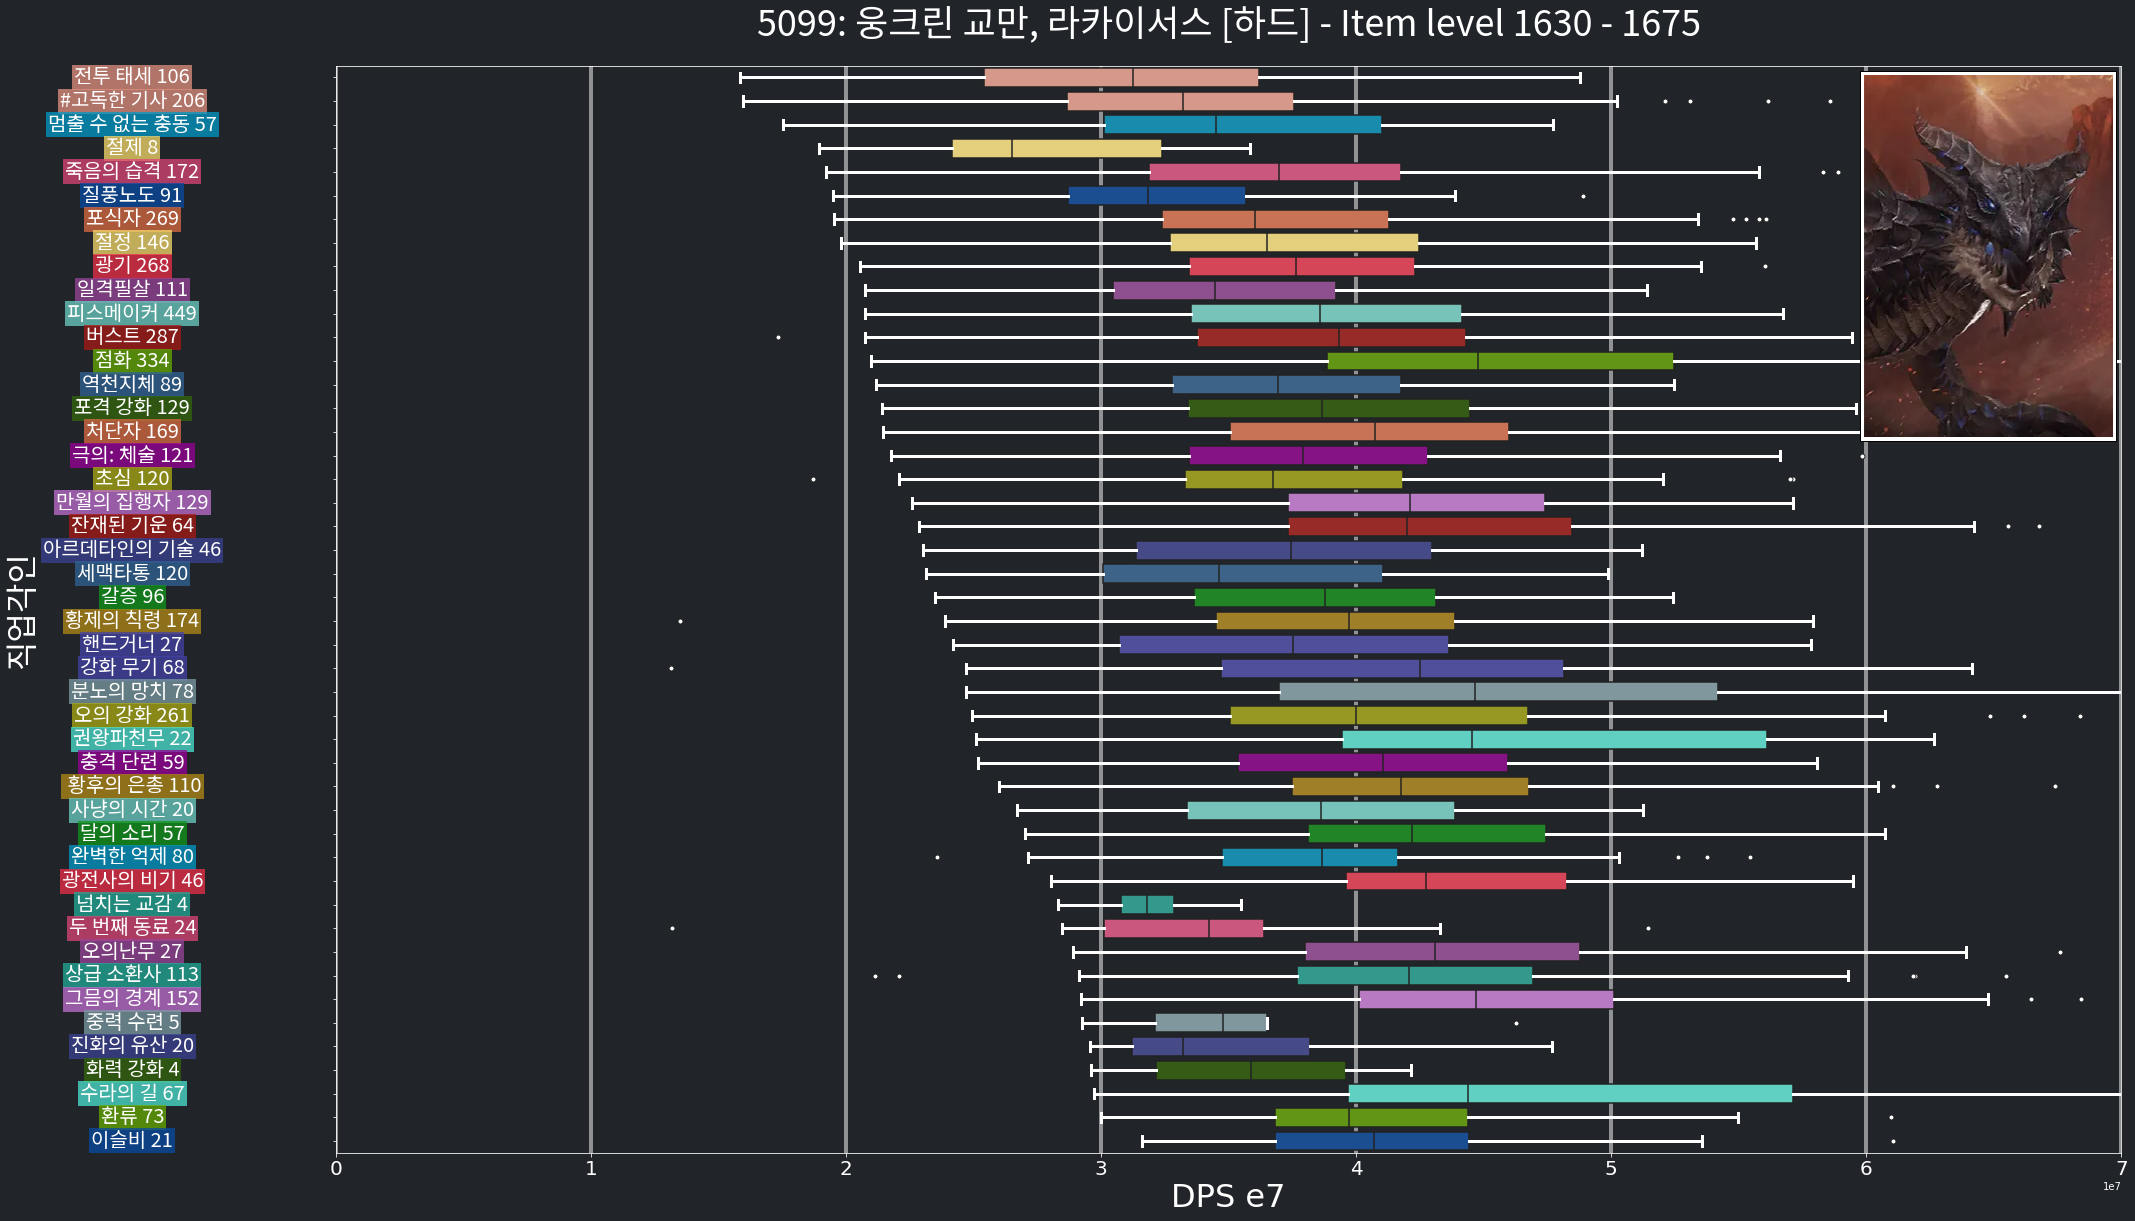 5099: 웅크린 교만, 라카이서스 [하드] - Item level 1630 - 1675
전투 태세 106
#고독한 기사 206
멈출 수 없는 충동 57
절제 8
죽음의 습격 172
질풍노도 91
포식자 269
절정 146
광기 268
일격필살 111
피스메이커 449
버스트 287
점화 334
역천지체 89
포격 강화 129
처단자 169
극의: 체술 121
초심 120
만월의 집행자 129
잔재된 기운 64
아르데타인의 기술 46
세맥타통 120
갈증 96
황제의 칙령 174
핸드거너 27
강화 무기 68
분노의 망치 78
오의 강화 261
권왕파천무 22
충격 단련 59
황후의 은총 110
사냥의 시간 20
달의 소리 57
완벽한 억제 80
광전사의 비기 46
넘치는 교감 4
두 번째 동료 24
오의난무 27
상급 소환사 113
그믐의 경계 152
중력 수련 5
진화의 유산 20
화력 강화 4
수라의 길 67
환류 73
이슬비 21
직업각인
0 1 2 3 4 5 6 7
1e7
DPS e7